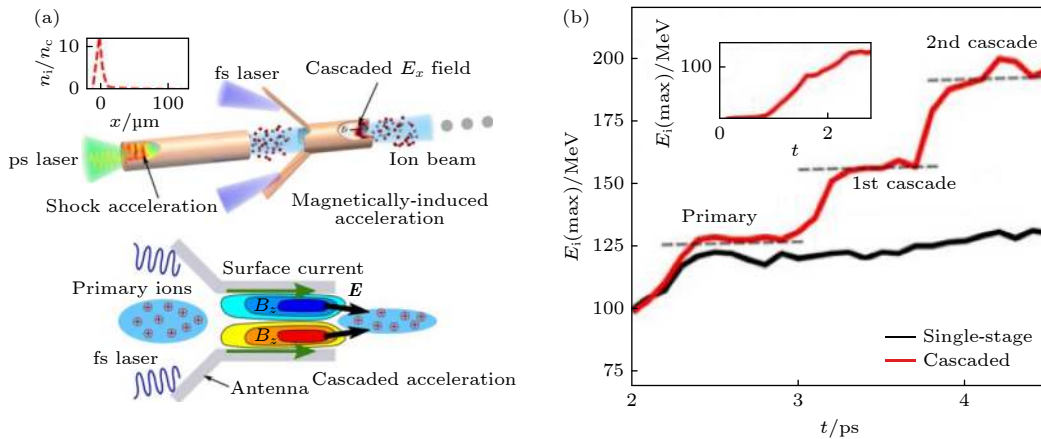 (a)
10
0
n_i/n_c
0
100
x/µm
fs laser
Cascaded E_x field
ps laser
Ion beam
Shock acceleration
Magnetically-induced
acceleration
Surface current
Primary ions
B_z
E
B_z
fs laser
Antenna
Cascaded acceleration
(b)
200
175
150
125
100
75
E_i(max)/MeV
2nd cascade
100
E_i(max)/MeV
0
2
t
1st cascade
Primary
Single-stage
Cascaded
2
3
4
t/ps